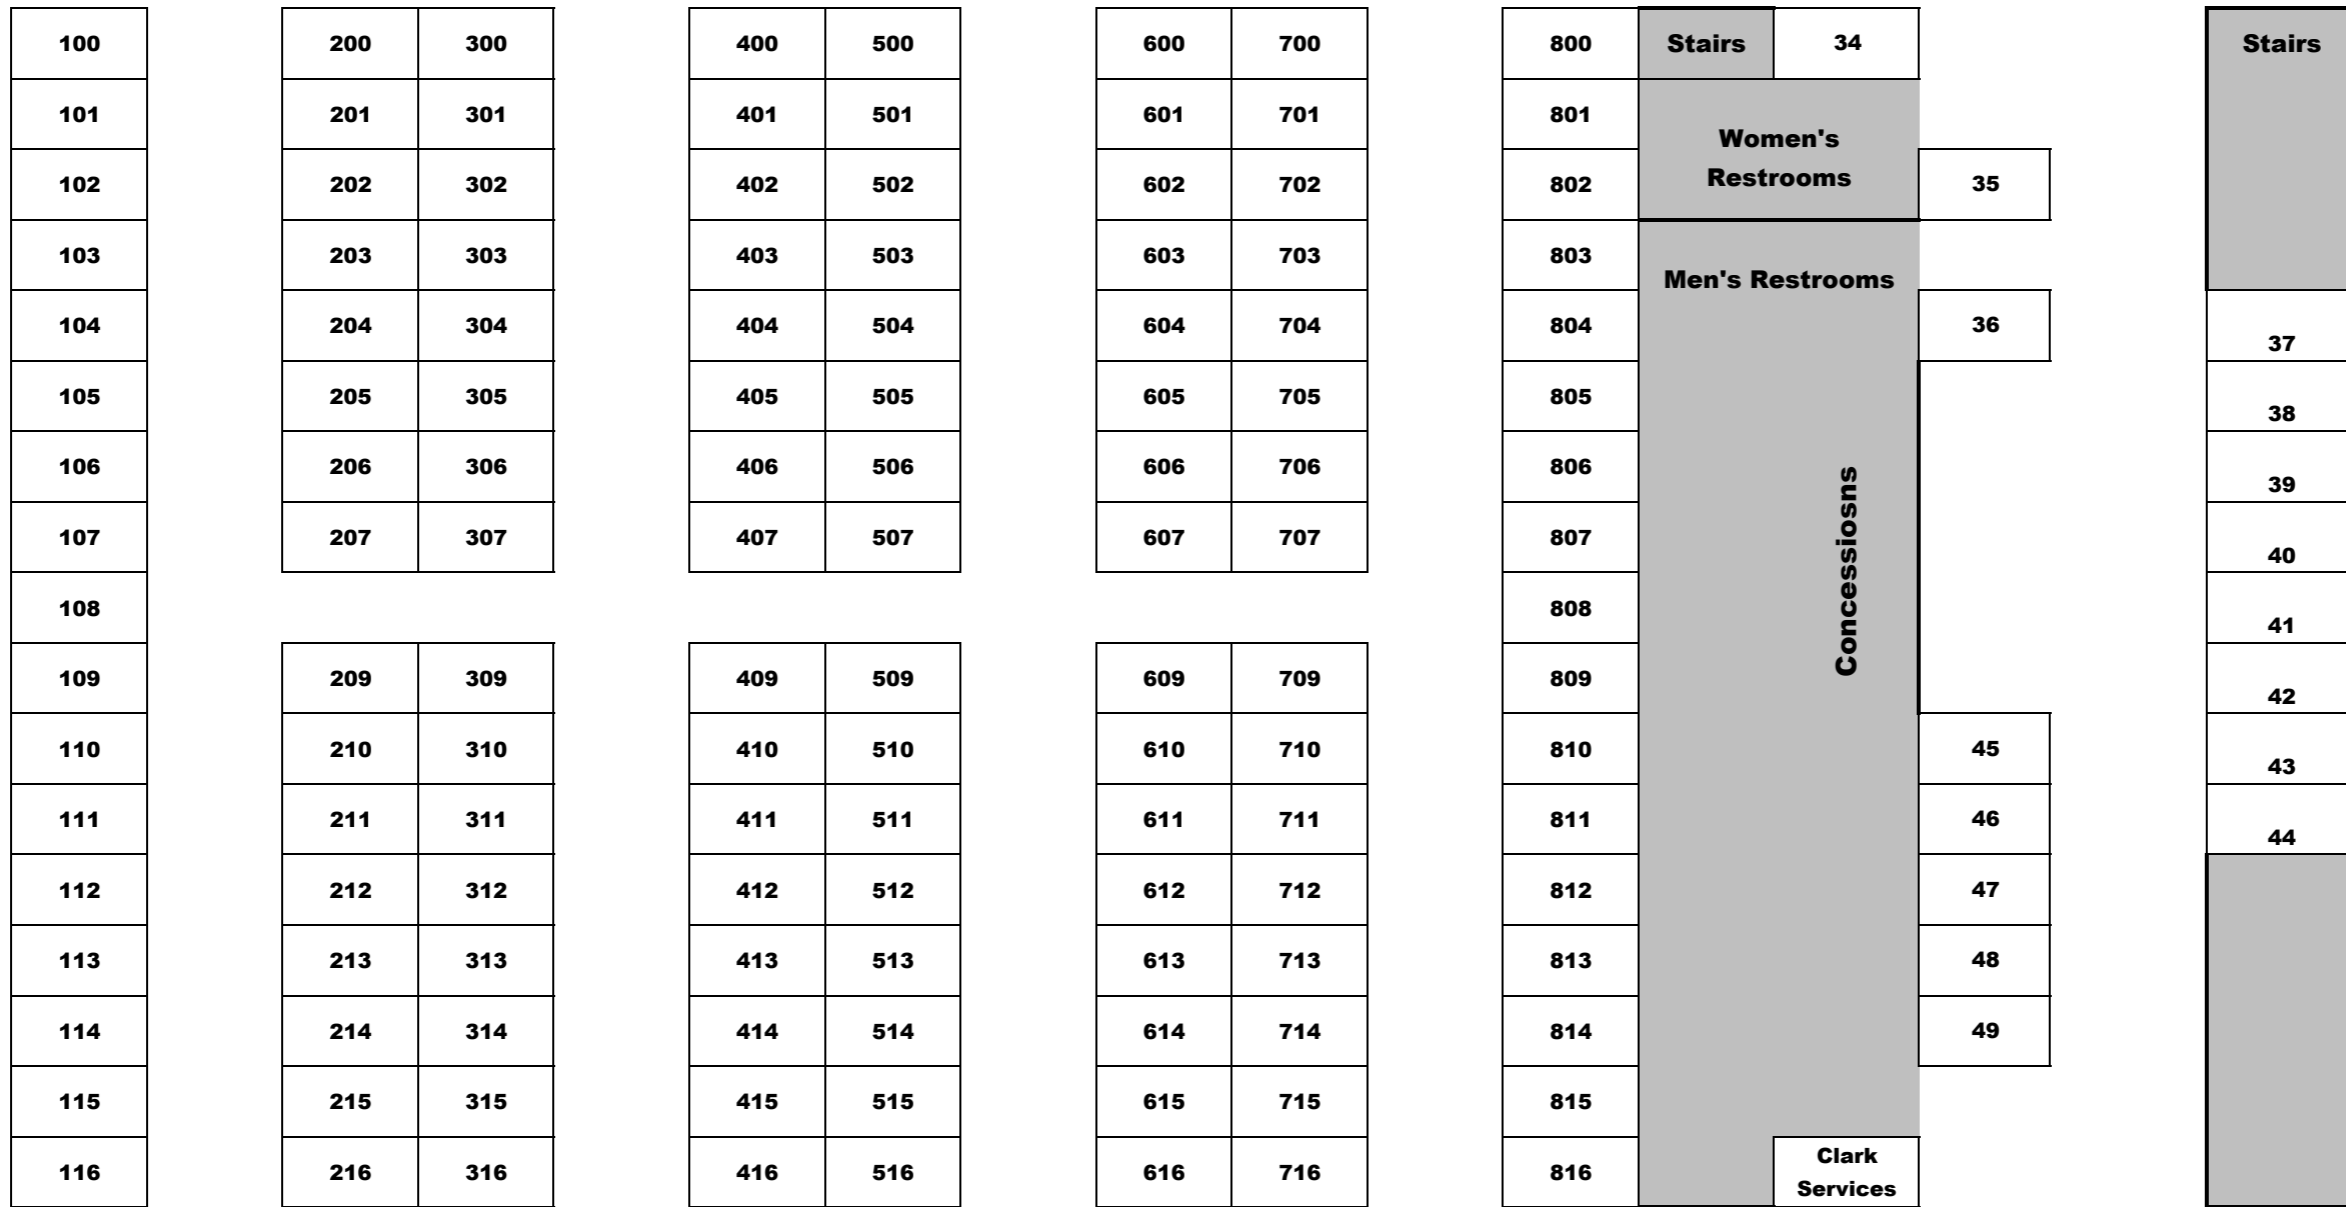 100 200 300 400 500 600 700 800 Stairs 34 Stairs
101 201 301 401 501 601 701 801
Women's
Restrooms
102 202 302 402 502 602 702 802 35
103 203 303 403 503 603 703 803
Men's Restrooms
104 204 304 404 504 604 704 804 36
37
105 205 305 405 505 605 705 805
38
106 206 306 406 506 606 706 806
39
Concessiosns
107 207 307 407 507 607 707 807
40
108 808
41
109 209 309 409 509 609 709 809
42
110 210 310 410 510 610 710 810 45
43
111 211 311 411 511 611 711 811 46
44
112 212 312 412 512 612 712 812 47
113 213 313 413 513 613 713 813 48
114 214 314 414 514 614 714 814 49
115 215 315 415 515 615 715 815
116 216 316 416 516 616 716 816
Clark
Services